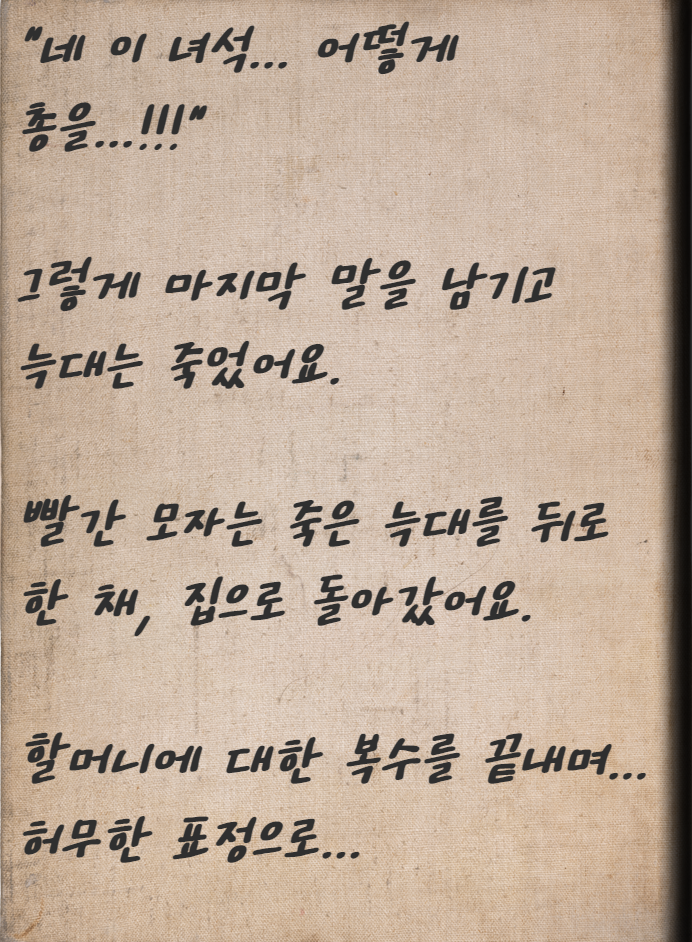 "네 이 녀석... 어떻게
총을...!!!"
그렇게 마지막 말을 남기고
늑대는 죽었어요.
빨간 모자는 죽은 늑대를 뒤로
한 채, 집으로 돌아갔어요.
할머니에 대한 복수를 끝내며...
허무한 표정으로...